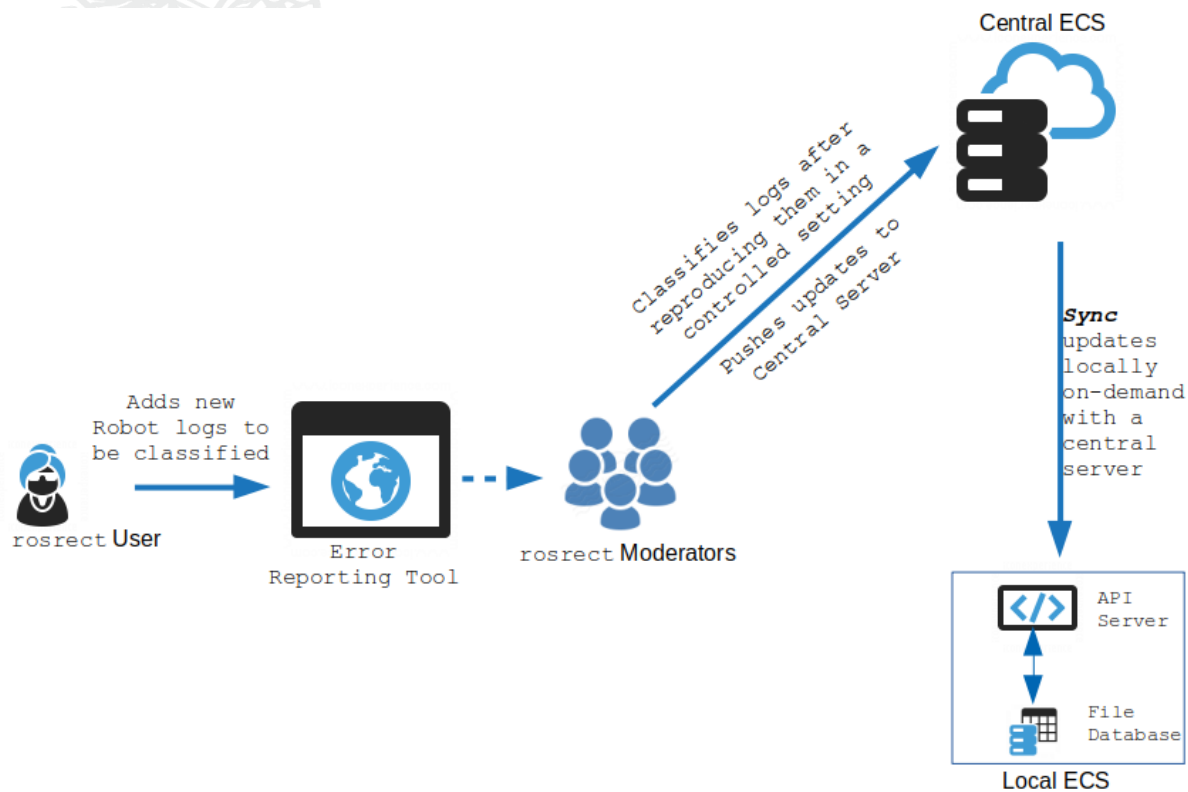 Central ECS
Classifies logs after
reproducing them in a
controlled setting
Pushes updates to
Central Server
Sync
updates
locally
on-demand
with a
central
server
Adds new
Robot logs to
be classified
rosrect User
Error
Reporting Tool
rosrect Moderators
API
Server
File
Database
Local ECS